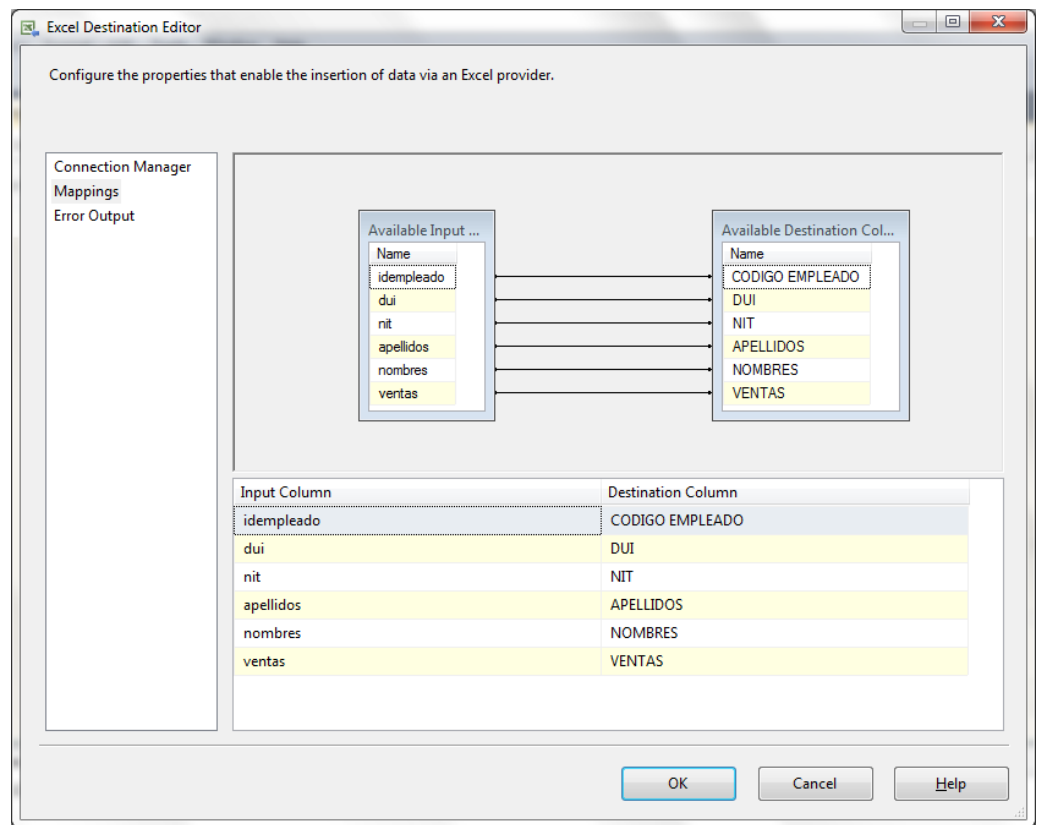 Excel Destination Editor
Configure the properties that enable the insertion of data via an Excel provider.
Connection Manager
Mappings
Error Output
Available Input ...
Name
idempleado
dui
nit
apellidos
nombres
ventas
Available Destination Col...
Name
CODIGO EMPLEADO
DUI
NIT
APELLIDOS
NOMBRES
VENTAS
Input Column Destination Column
idempleado CODIGO EMPLEADO
dui DUI
nit NIT
apellidos APELLIDOS
nombres NOMBRES
ventas VENTAS
OK Cancel Help